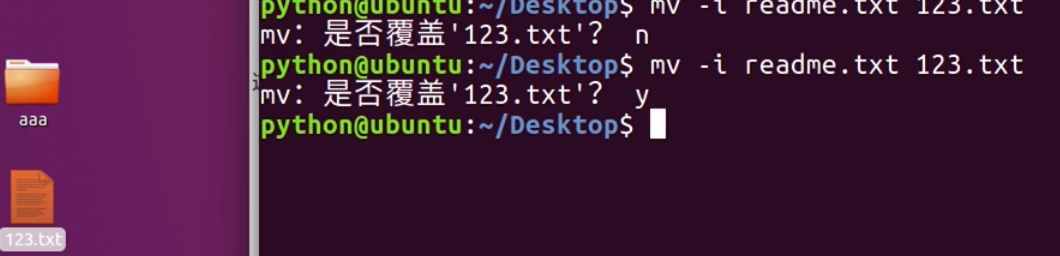 python@ubuntu:~/Desktop$ mv -i readme.txt 123.txt
mv: 是否覆盖'123.txt'? n
python@ubuntu:~/Desktop$ mv -i readme.txt 123.txt
mv: 是否覆盖'123.txt'? y
python@ubuntu:~/Desktop$
aaa
123.txt